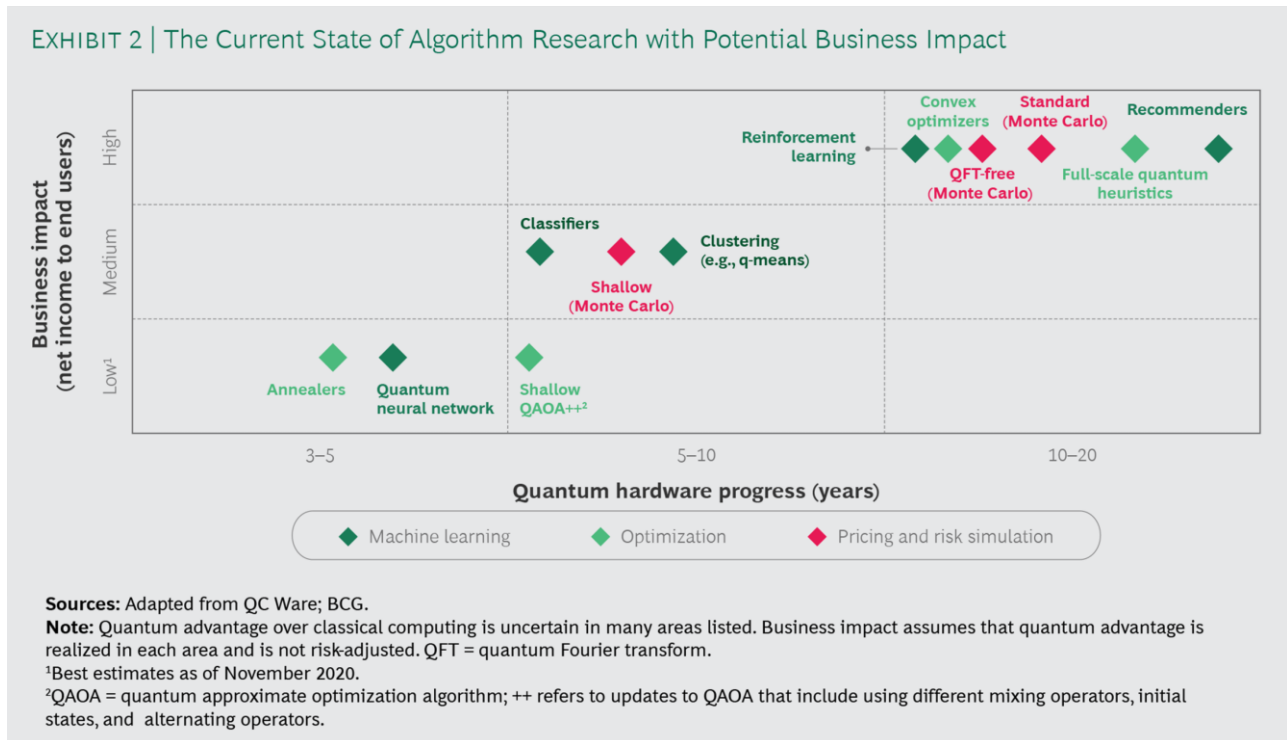 EXHIBIT 2 | The Current State of Algorithm Research with Potential Business Impact
Business impact
(net income to end users)
High
Medium
Low¹
Reinforcement
learning
Convex
optimizers
QFT-free
(Monte Carlo)
Standard
(Monte Carlo)
Full-scale quantum
heuristics
Recommenders
Classifiers
Shallow
(Monte Carlo)
Clustering
(e.g., q-means)
Annealers
Quantum
neural network
Shallow
QAOA++²
3–5
5–10
10–20
Quantum hardware progress (years)
Machine learning
Optimization
Pricing and risk simulation
Sources: Adapted from QC Ware; BCG.
Note: Quantum advantage over classical computing is uncertain in many areas listed. Business impact assumes that quantum advantage is
realized in each area and is not risk-adjusted. QFT = quantum Fourier transform.
¹Best estimates as of November 2020.
²QAOA = quantum approximate optimization algorithm; ++ refers to updates to QAOA that include using different mixing operators, initial
states, and alternating operators.